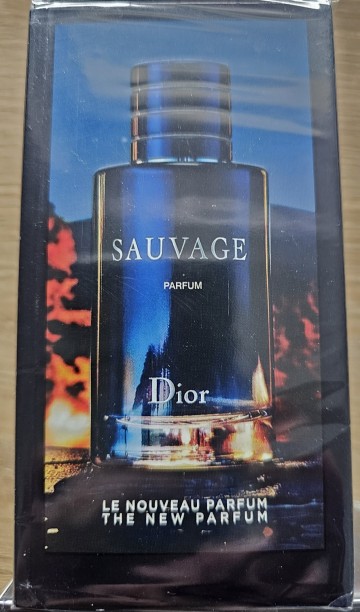 SAUVAGE
PARFUM
Dior
LE NOUVEAU PARFUM
THE NEW PARFUM